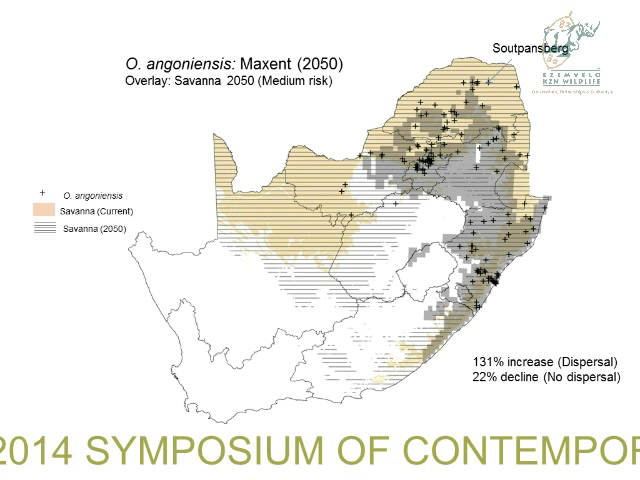 Soutpansberg
O. angoniensis: Maxent (2050)
Overlay: Savanna 2050 (Medium risk)
EZEMVELO
KZN WILDLIFE
O. angoniensis
Savanna (Current)
Savanna (2050)
131% increase (Dispersal)
22% decline (No dispersal)
2014 SYMPOSIUM OF CONTEMPOR